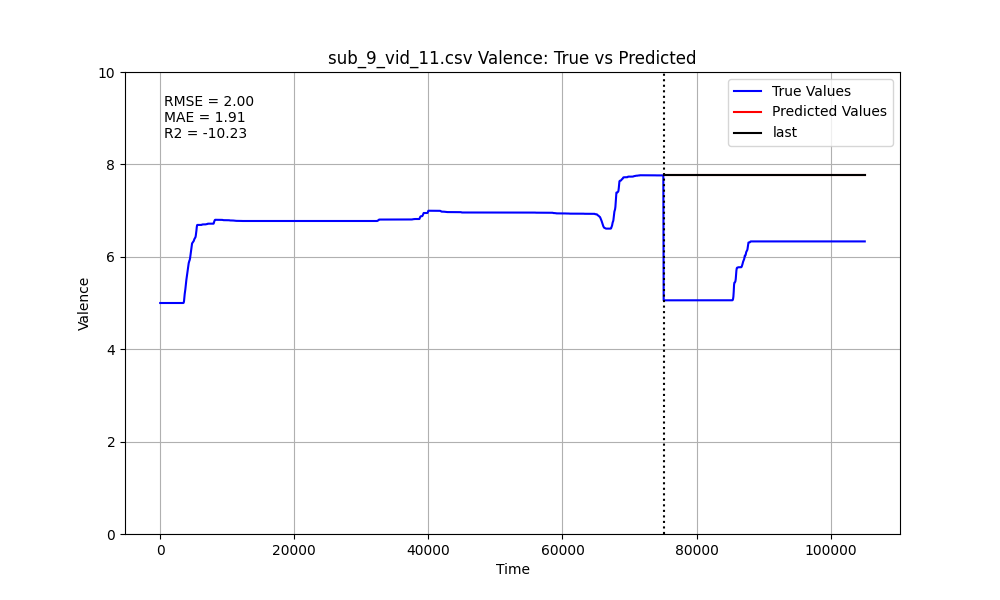 sub_9_vid_11.csv Valence: True vs Predicted
10
8
6
4
2
0
Valence
RMSE = 2.00
MAE = 1.91
R2 = -10.23
True Values
Predicted Values
last
0 20000 40000 60000 80000 100000
Time